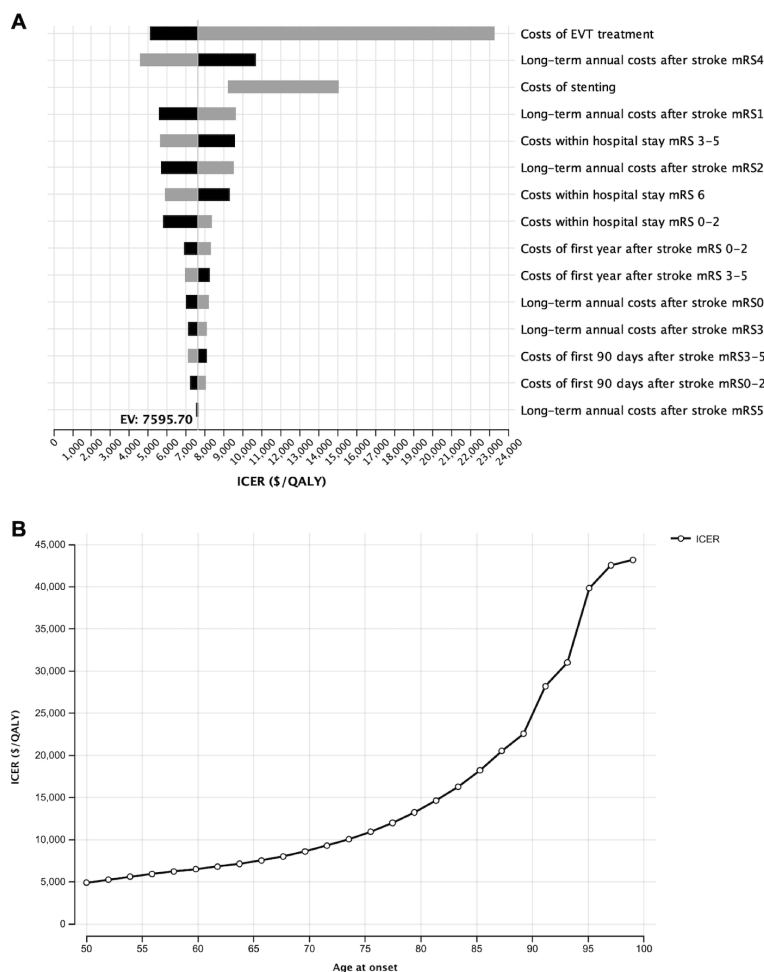 A
Costs of EVT treatment
Long-term annual costs after stroke mRS4
Costs of stenting
Long-term annual costs after stroke mRS1
Costs within hospital stay mRS 3-5
Long-term annual costs after stroke mRS2
Costs within hospital stay mRS 6
Costs within hospital stay mRS 0-2
Costs of first year after stroke mRS 0-2
Costs of first year after stroke mRS 3-5
Long-term annual costs after stroke mRS0
Long-term annual costs after stroke mRS3
Costs of first 90 days after stroke mRS3-5
Costs of first 90 days after stroke mRS0-2
Long-term annual costs after stroke mRS5
EV: 7595.70
0 1,000 2,000 3,000 4,000 5,000 6,000 7,000 8,000 9,000 10,000 11,000 12,000 13,000 14,000 15,000 16,000 17,000 18,000 19,000 20,000 21,000 22,000 23,000 24,000
ICER ($/QALY)
B
ICER
45,000
40,000
35,000
30,000
25,000
20,000
15,000
10,000
5,000
0
ICER ($/QALY)
50 55 60 65 70 75 80 85 90 95 100
Age at onset